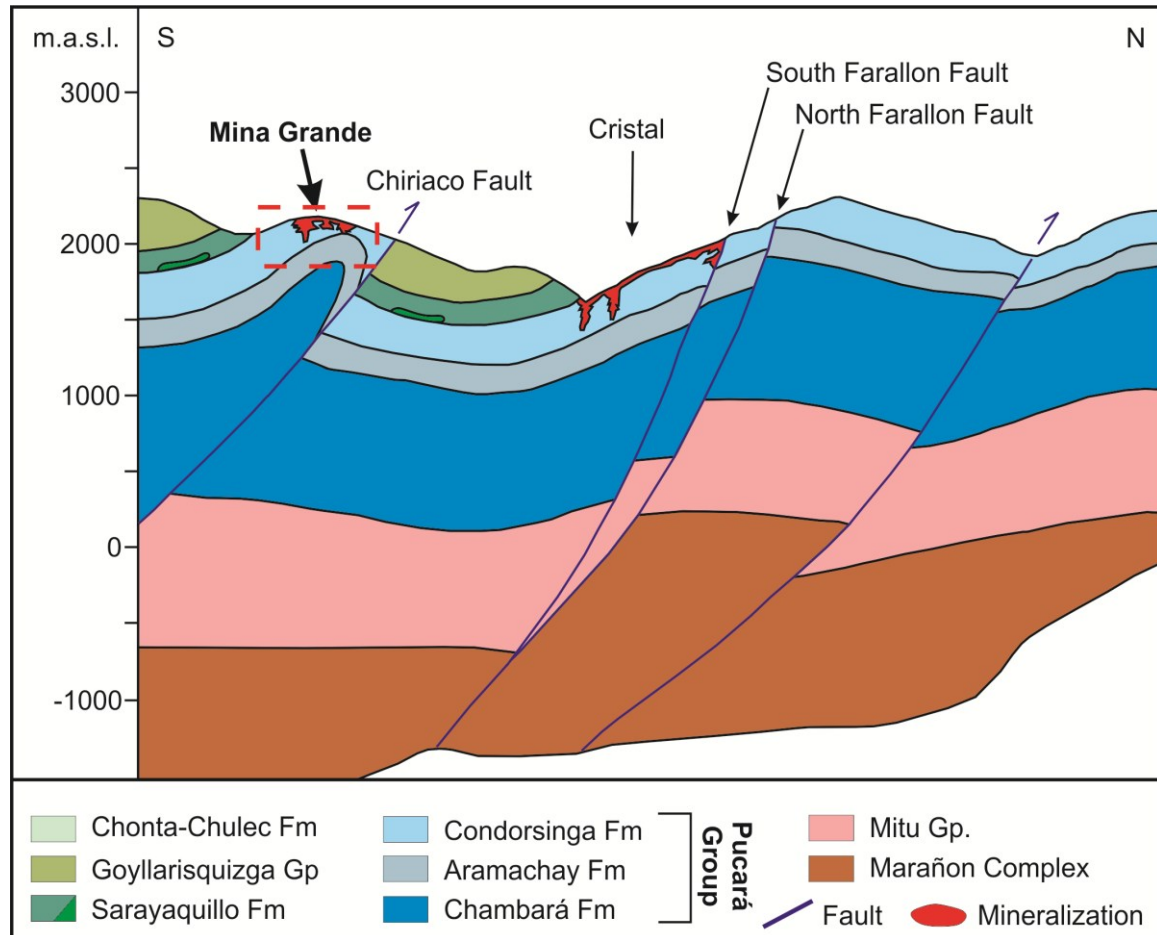 m.a.s.l.
S
N
3000
2000
1000
0
-1000
South Farallon Fault
North Farallon Fault
Mina Grande
Cristal
Chiriaco Fault
Chonta-Chulec Fm
Goyllarisquizga Gp
Sarayaquillo Fm
Condorsinga Fm
Aramachay Fm
Chambará Fm
Pucará
Group
Mitu Gp.
Marañon Complex
Fault
Mineralization